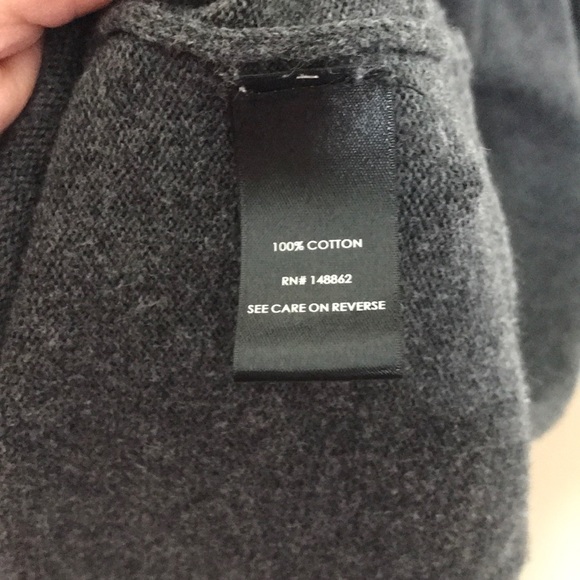 100% COTTON
RN# 148862
SEE CARE ON REVERSE